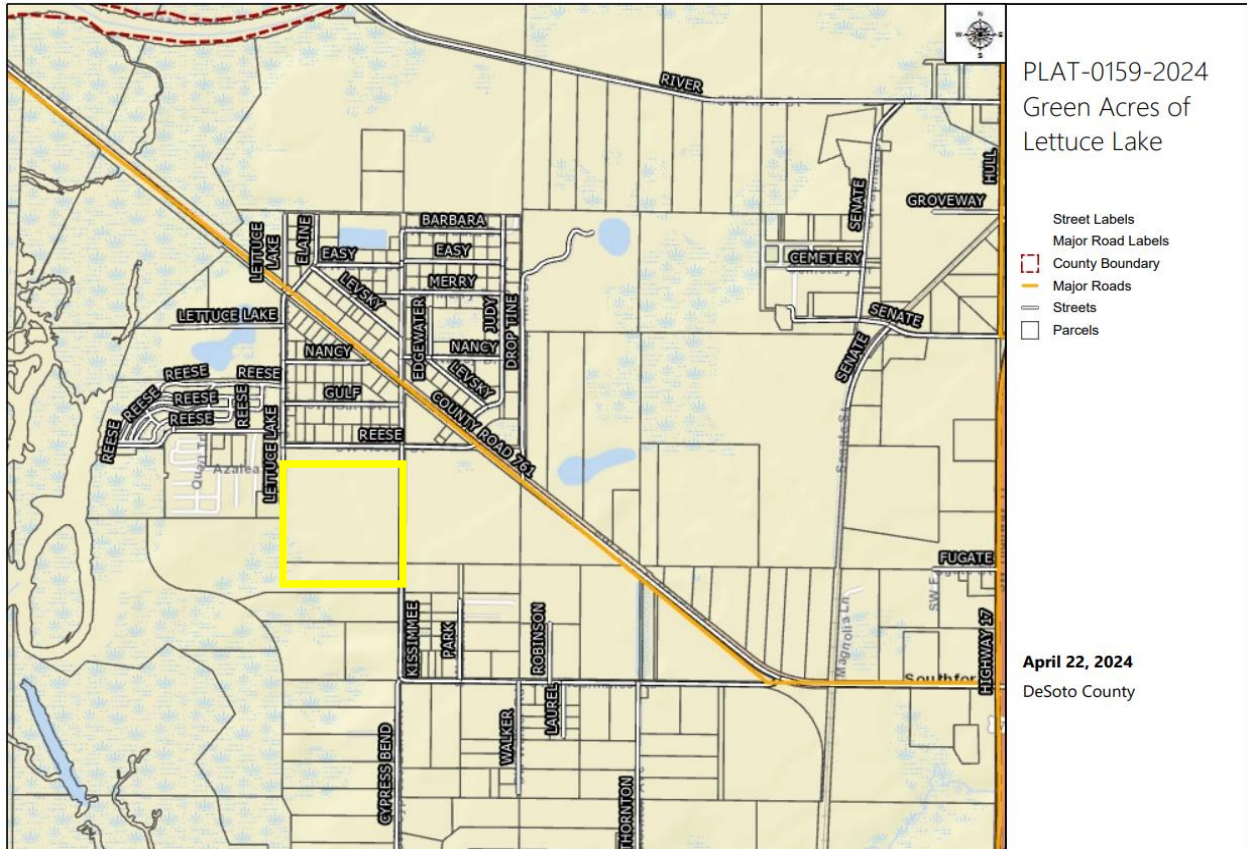 N
W E
S
RIVER
HULL
SENATE
GROVEWAY
BARBARA
LETTUCE
LAKE
ELAINE
EASY
EASY
CEMETERY
MERRY
LEVSKY
LETTUCE LAKE
EDGEWATER
JUDY
DROP TINE
SENATE
SENATE
NANCY
NANCY
REESE
REESE
REESE
REESE
REESE
REESE
REESE
GULF
LEVSKY
COUNTY ROAD 761
REESE
LETTUCE LAKE
Quail
Azalea
Senate St
FUGATE
KISSIMMEE
PARK
ROBINSON
Magnolia Ln
HIGHWAY 17
LAUREL
CYPRESS BEND
WALKER
THORNTON
PLAT-0159-2024
Green Acres of
Lettuce Lake
Street Labels
Major Road Labels
County Boundary
Major Roads
Streets
Parcels
April 22, 2024
DeSoto County